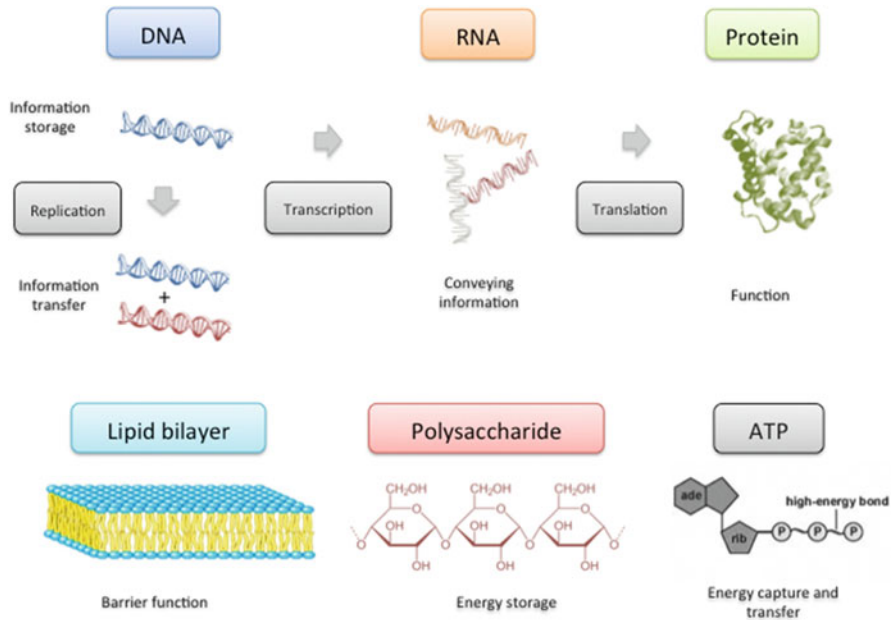 DNA
RNA
Protein
Information
storage
Replication
Transcription
Translation
Information
transfer
+
Conveying
information
Function
Lipid bilayer
Polysaccharide
ATP
CH₂OH
CH₂OH
CH₂OH
O
O
O
OH
OH
OH
O
O
O
O
OH
OH
OH
ade
high-energy bond
rib
P
P
P
Barrier function
Energy storage
Energy capture and
transfer